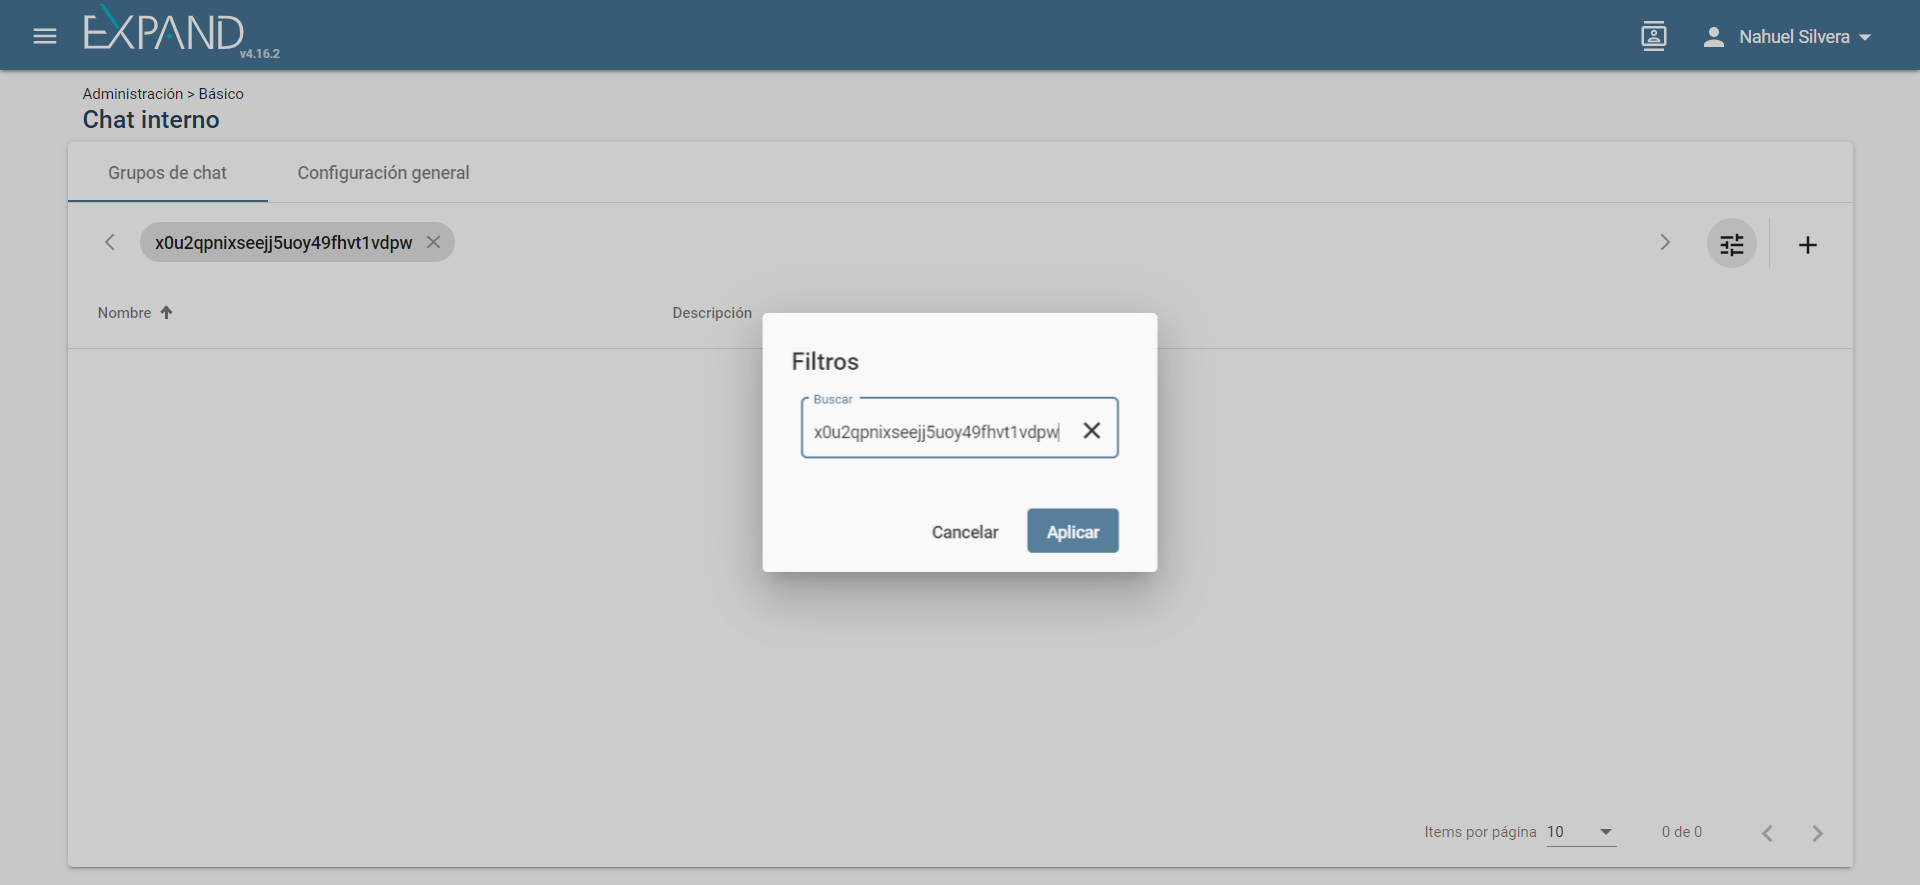 EXPAND
v4.16.2
Nahuel Silvera
Administración > Básico
Chat interno
Grupos de chat
Configuración general
x0u2qpnixseejj5uoy49fhvt1vdpw
Nombre
Descripción
Filtros
Buscar
x0u2qpnixseejj5uoy49fhvt1vdpw
Cancelar
Aplicar
Items por página 10
0 de 0